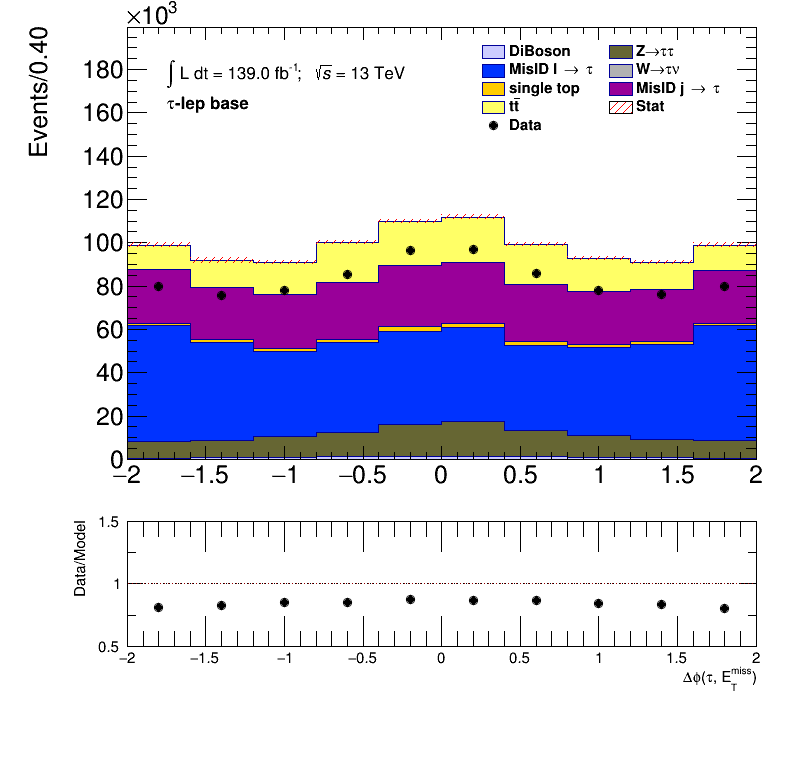 ×10³
Events/0.40
∫ L dt = 139.0 fb⁻¹; √s = 13 TeV
τ-lep base
DiBoson
Z→ττ
MisID l → τ
W→τν
single top
MisID j → τ
tt̄
Stat
Data
180
160
140
120
100
80
60
40
20
0
−2 −1.5 −1 −0.5 0 0.5 1 1.5 2
Data/Model
1.5
1
0.5
−2 −1.5 −1 −0.5 0 0.5 1 1.5 2
Δϕ(τ, E_T^miss)